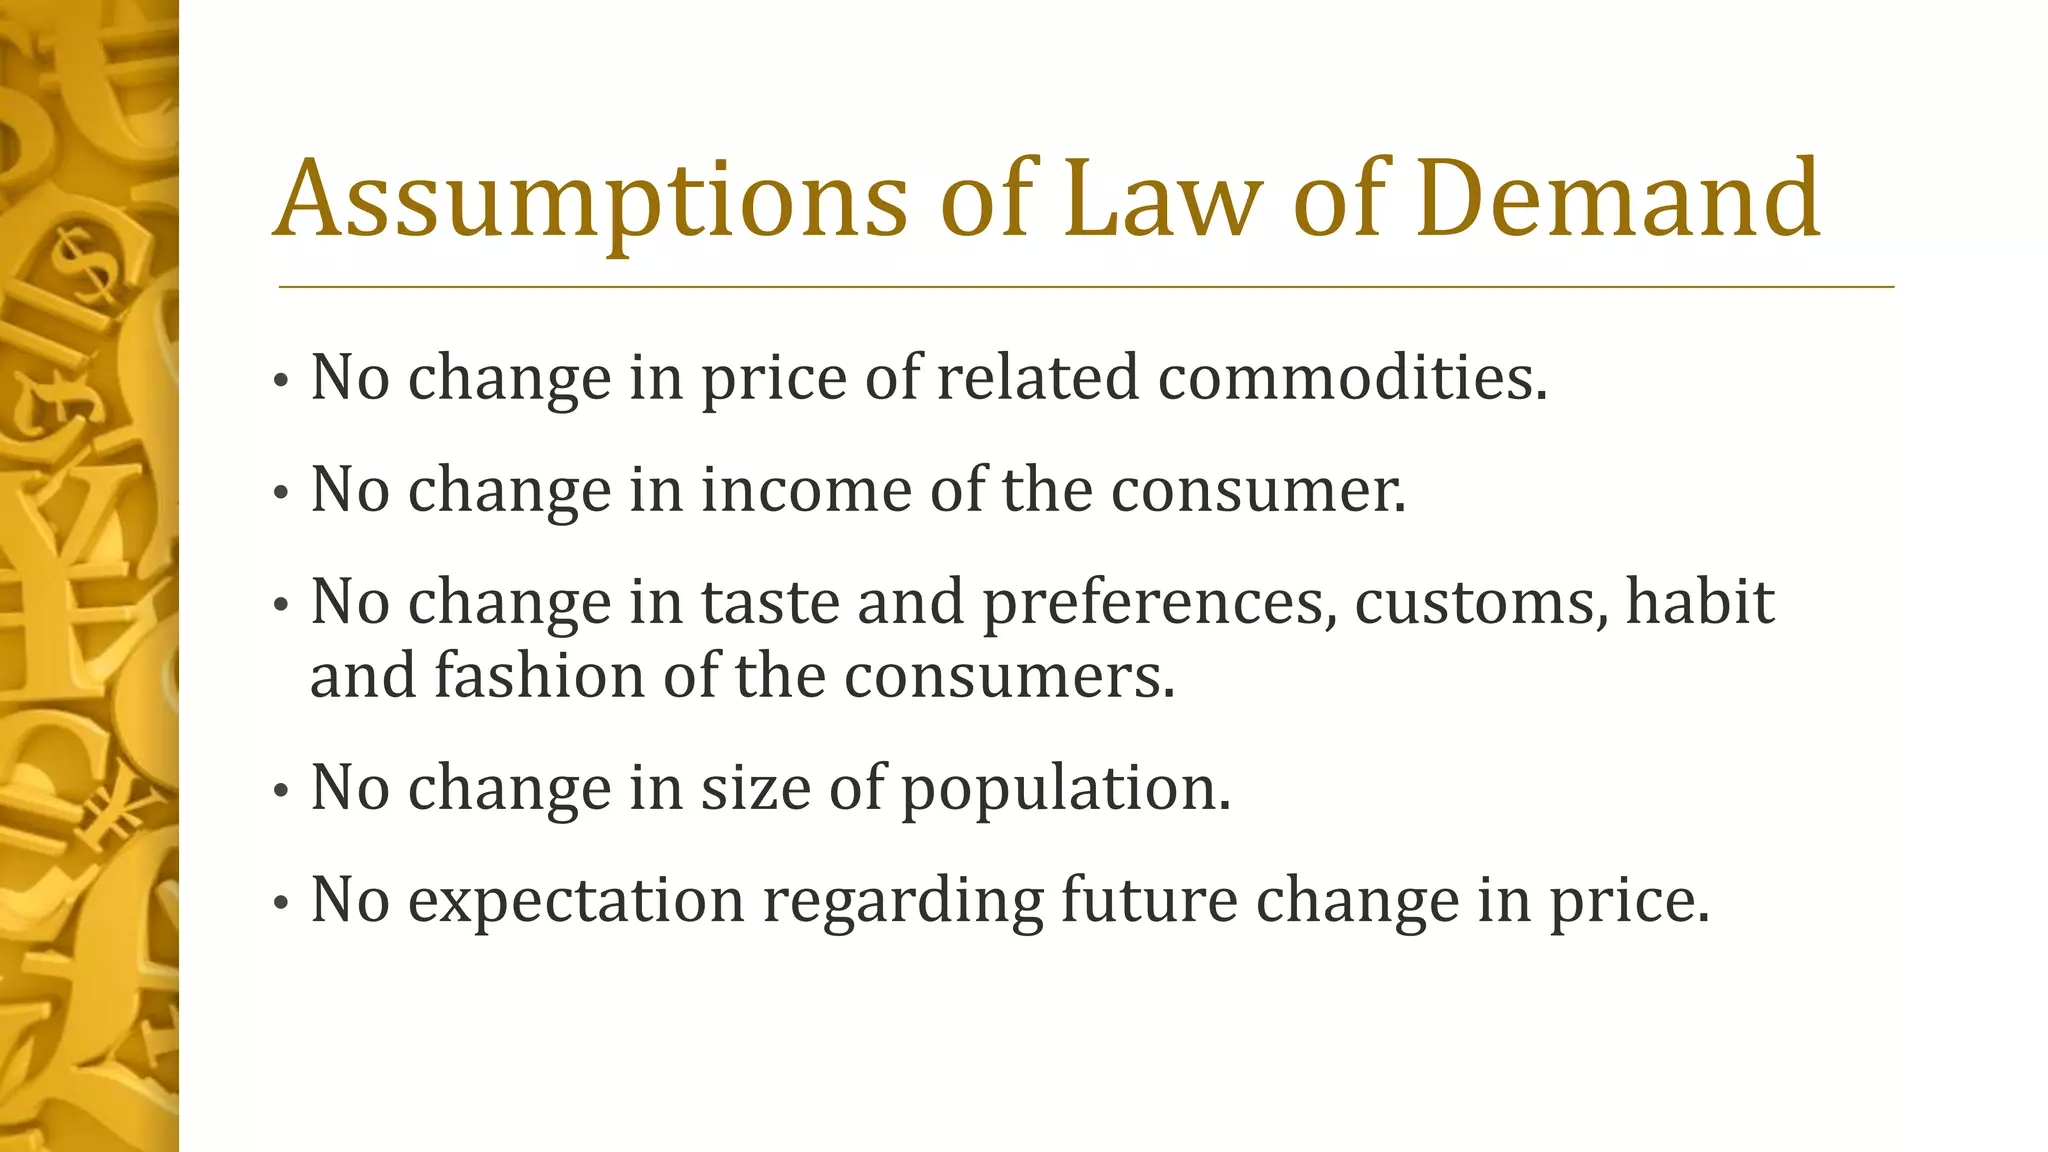 Assumptions of Law of Demand
• No change in price of related commodities.
• No change in income of the consumer.
• No change in taste and preferences, customs, habit
and fashion of the consumers.
• No change in size of population.
• No expectation regarding future change in price.